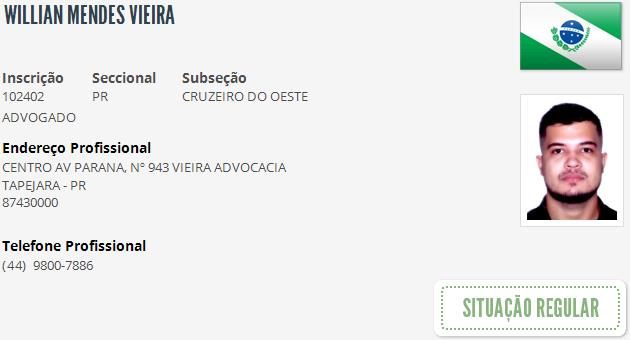 WILLIAN MENDES VIEIRA
Inscrição Seccional Subseção
102402 PR CRUZEIRO DO OESTE
ADVOGADO
Endereço Profissional
CENTRO AV PARANA, Nº 943 VIEIRA ADVOCACIA
TAPEJARA - PR
87430000
Telefone Profissional
(44) 9800-7886
SITUAÇÃO REGULAR